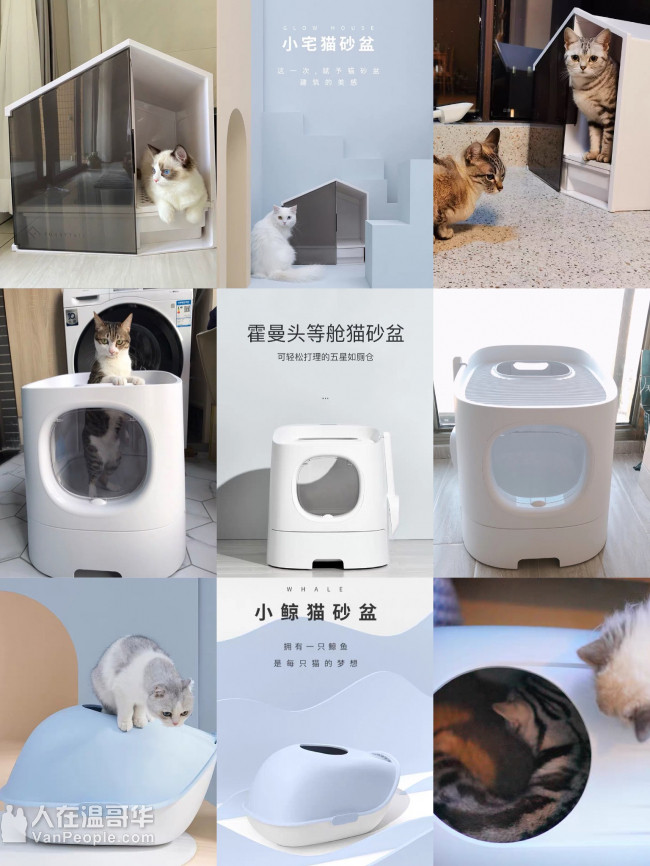 ALOH HOUSE
小宅猫砂盆
这一次，赋予猫砂盆
建筑的美感
霍曼头等舱猫砂盆
可轻松打理的五星如厕仓
...
WHALE
小鲸猫砂盆
拥有一只鲸鱼
是每只猫的梦想
人在温哥华
VanPeople.com